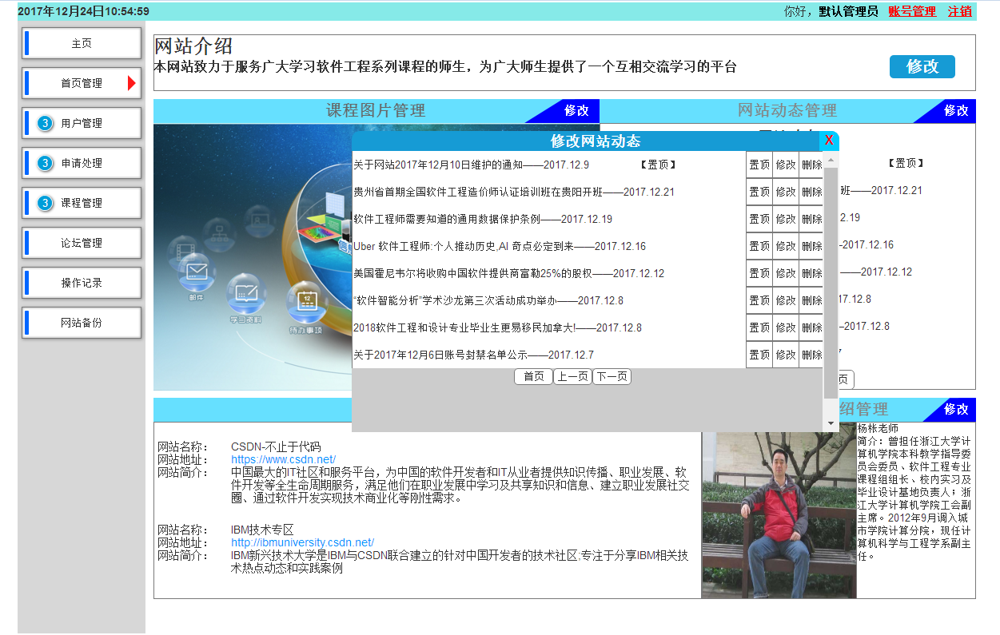 2017年12月24日10:54:59
你好，默认管理员 账号管理 注销
主页
首页管理
3 用户管理
3 申请处理
3 课程管理
论坛管理
操作记录
网站备份
网站介绍
本网站致力于服务广大学习软件工程系列课程的师生，为广大师生提供了一个互相交流学习的平台
修改
课程图片管理 修改
网站动态管理 修改
邮件
学习资料
12
待办事项
修改网站动态 X
关于网站2017年12月10日维护的通知——2017.12.9 【置顶】 置顶 修改 删除
贵州省首期全国软件工程造价师认证培训班在贵阳开班——2017.12.21 置顶 修改 删除
软件工程师需要知道的通用数据保护条例——2017.12.19 置顶 修改 删除
Uber 软件工程师:个人推动历史,AI 奇点必定到来——2017.12.16 置顶 修改 删除
美国霍尼韦尔将收购中国软件提供商富勒25%的股权——2017.12.12 置顶 修改 删除
“软件智能分析”学术沙龙第三次活动成功举办——2017.12.8 置顶 修改 删除
2018软件工程和设计专业毕业生更易移民加拿大!——2017.12.8 置顶 修改 删除
关于2017年12月6日账号封禁名单公示——2017.12.7 置顶 修改 删除
首页 上一页 下一页
【置顶】
班——2017.12.21
2.19
-2017.12.16
——2017.12.12
17.12.8
–2017.12.8
7
页
绍管理 修改
网站名称： CSDN-不止于代码
网站地址： https://www.csdn.net/
网站简介： 中国最大的IT社区和服务平台，为中国的软件开发者和IT从业者提供知识传播、职业发展、软
件开发等全生命周期服务，满足他们在职业发展中学习及共享知识和信息、建立职业发展社交
圈、通过软件开发实现技术商业化等刚性需求。
网站名称： IBM技术专区
网站地址： http://ibmuniversity.csdn.net/
网站简介： IBM新兴技术大学是IBM与CSDN联合建立的针对中国开发者的技术社区;专注于分享IBM相关技
术热点动态和实践案例
杨枨老师
简介：曾担任浙江大学计
算机学院本科教学指导委
员会委员、软件工程专业
课程组组长、校内实习及
毕业设计基地负责人；浙
江大学计算机学院工会副
主席。2012年9月调入城
市学院计算分院，现任计
算机科学与工程学系副主
任。